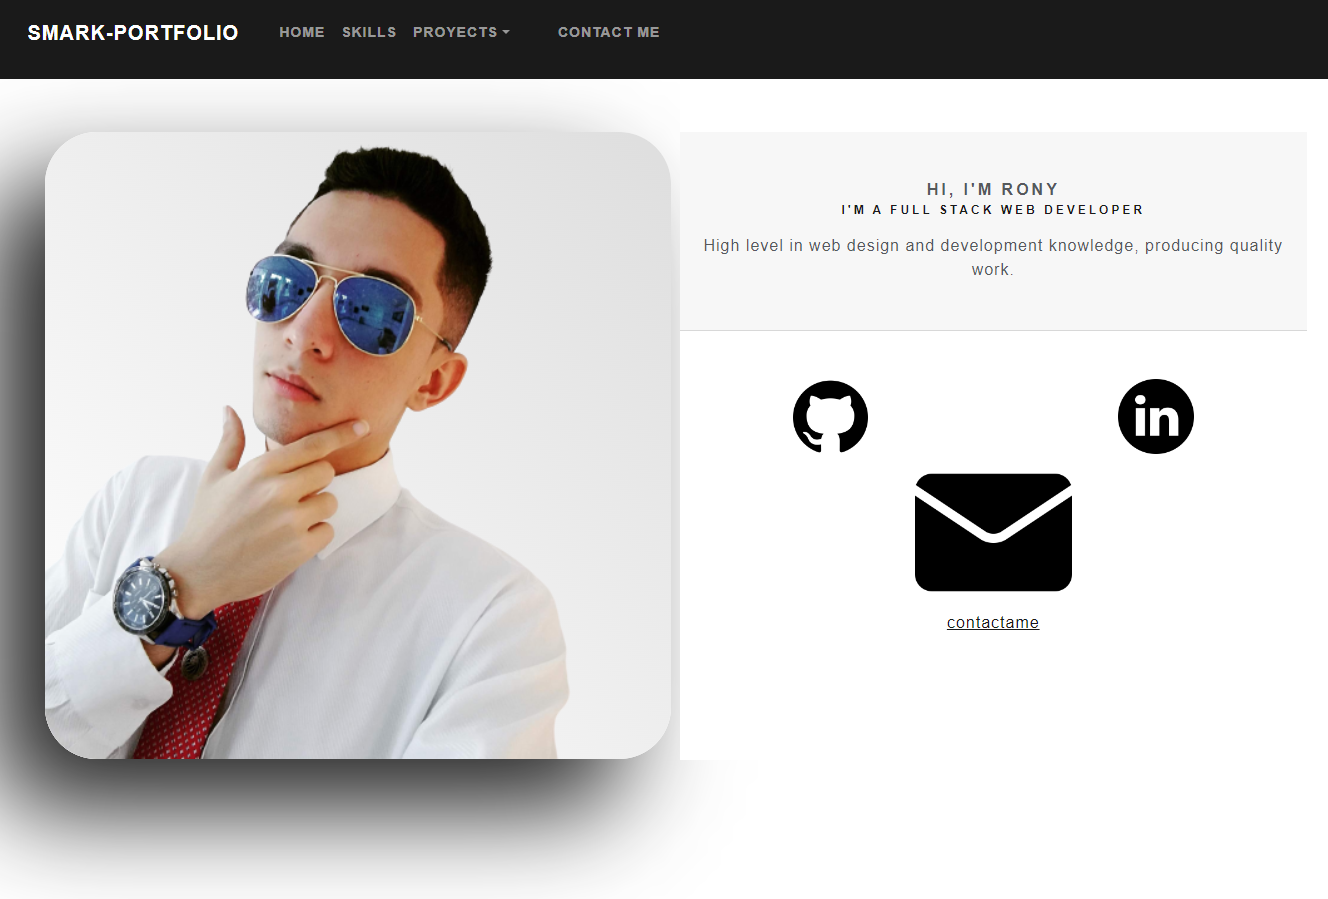 SMARK-PORTFOLIO HOME SKILLS PROYECTS CONTACT ME
HI, I'M RONY
I'M A FULL STACK WEB DEVELOPER
High level in web design and development knowledge, producing quality
work.
in
contactame